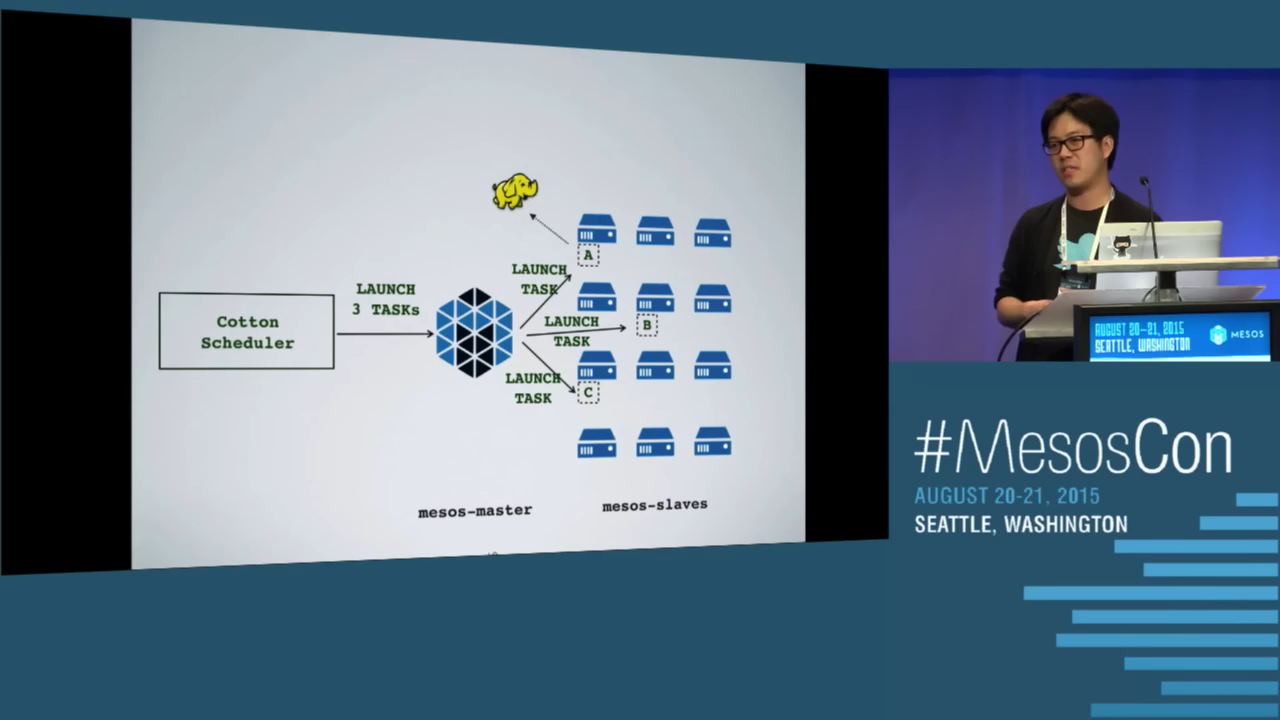 Cotton
Scheduler
LAUNCH
3 TASKs
LAUNCH
TASK
LAUNCH
TASK
LAUNCH
TASK
A
B
C
mesos-master
mesos-slaves
AUGUST 20-21, 2015
SEATTLE, WASHINGTON
MESOS
#MesosCon
AUGUST 20-21, 2015
SEATTLE, WASHINGTON